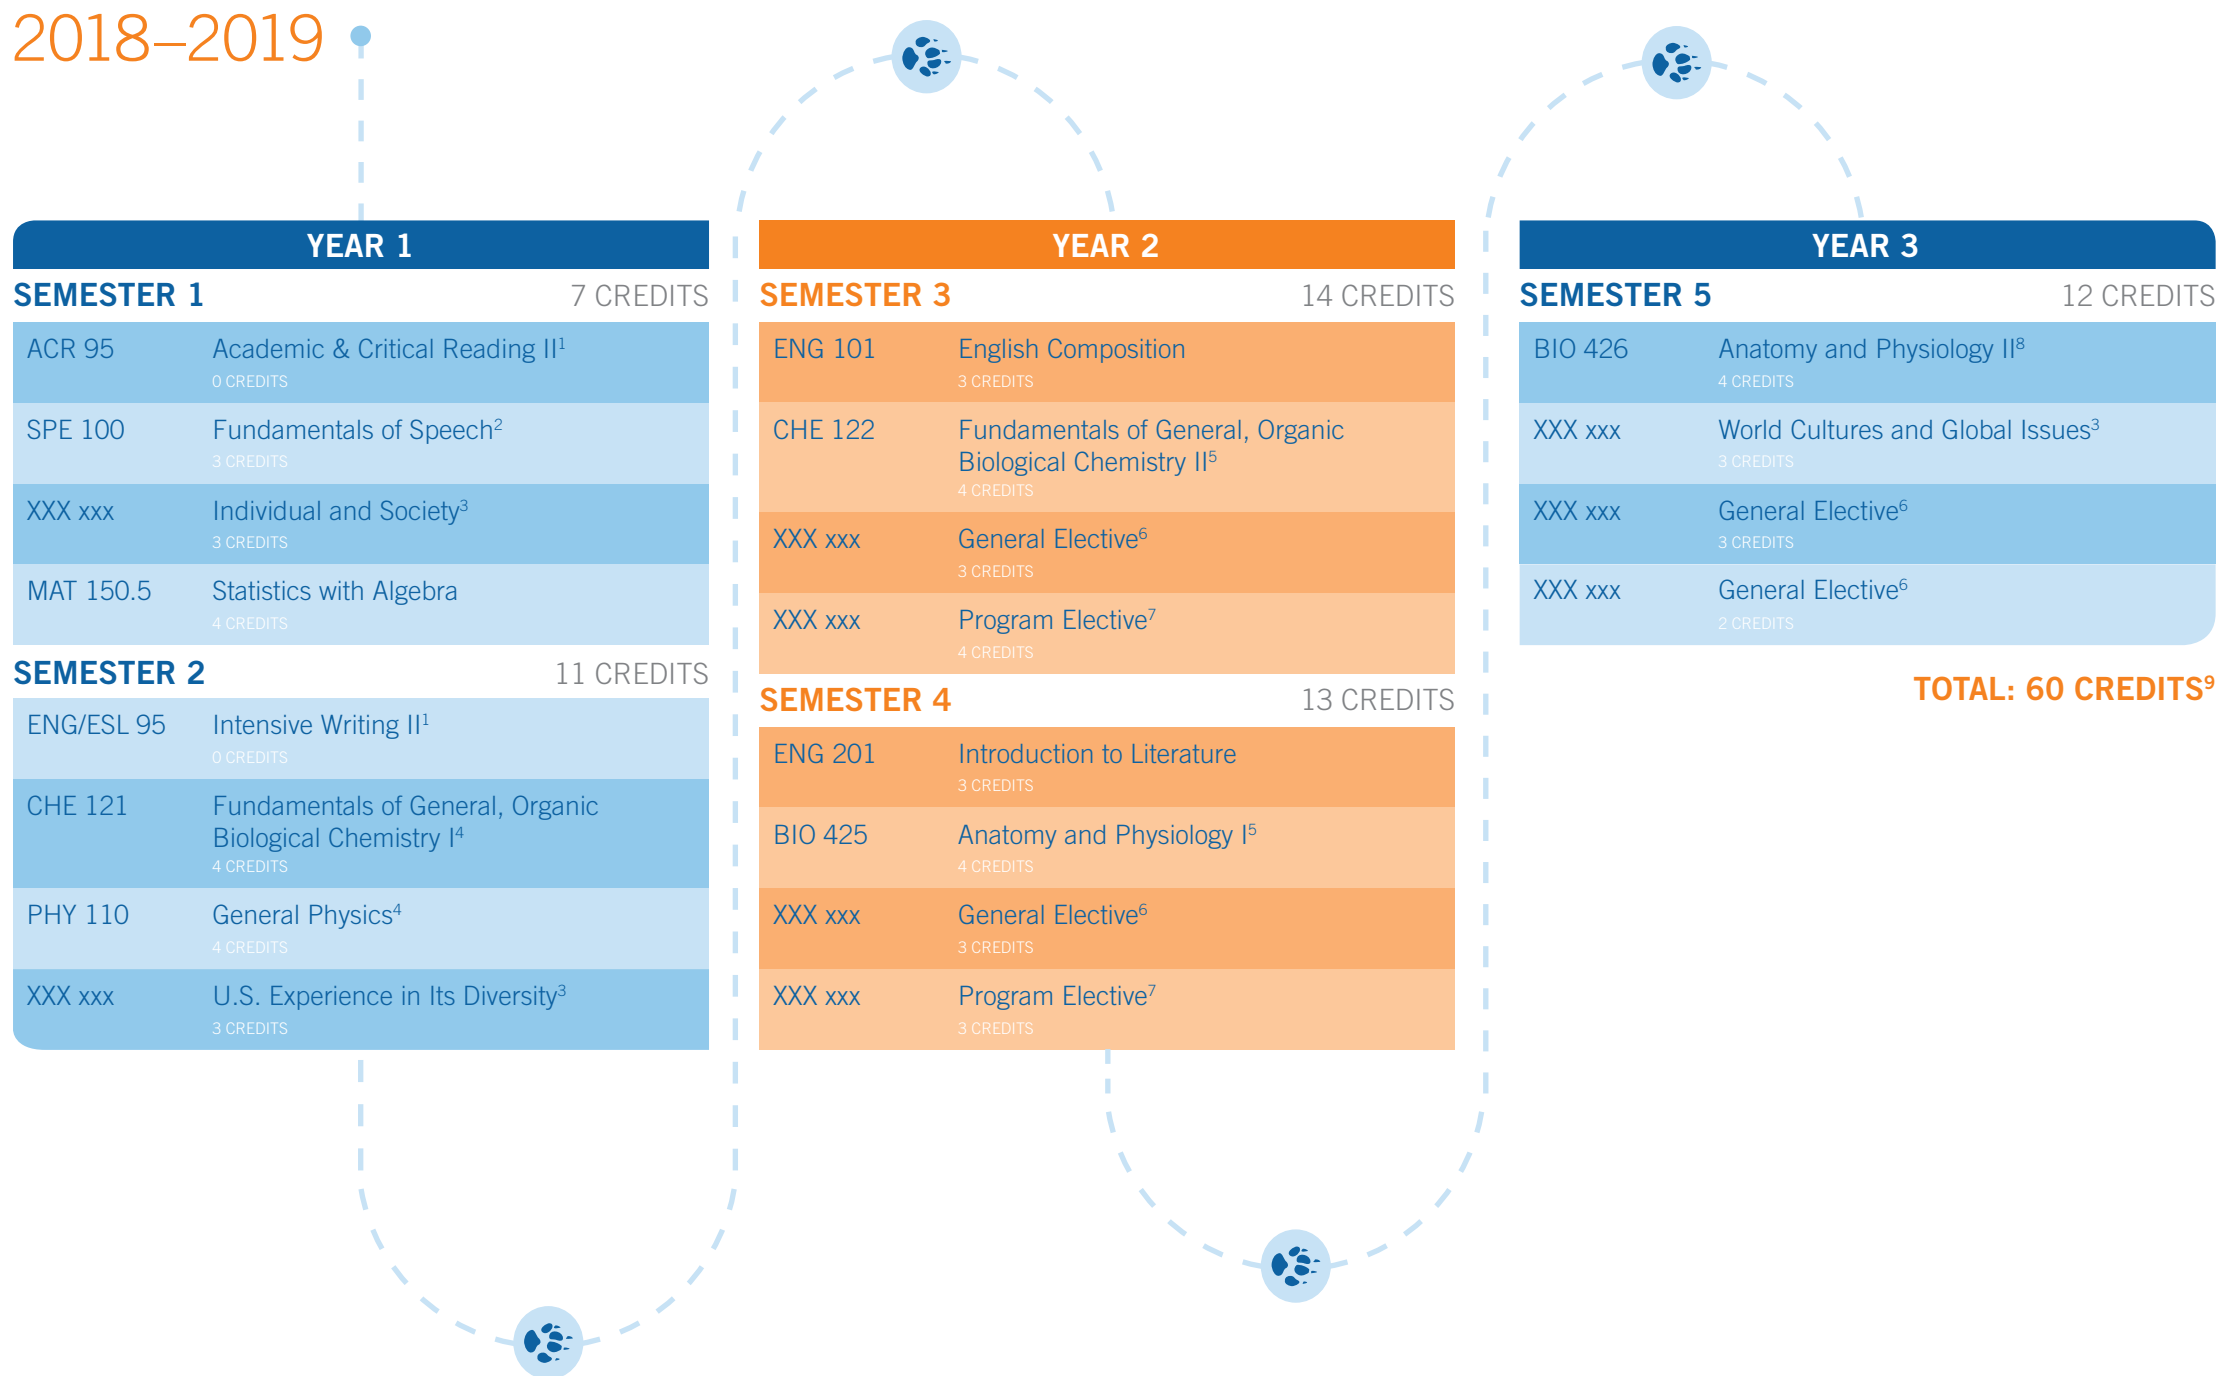 2018–2019
YEAR 1
SEMESTER 1 7 CREDITS
ACR 95 Academic & Critical Reading II¹
0 CREDITS
SPE 100 Fundamentals of Speech²
3 CREDITS
XXX xxx Individual and Society³
3 CREDITS
MAT 150.5 Statistics with Algebra
4 CREDITS
SEMESTER 2 11 CREDITS
ENG/ESL 95 Intensive Writing II¹
0 CREDITS
CHE 121 Fundamentals of General, Organic
Biological Chemistry I⁴
4 CREDITS
PHY 110 General Physics⁴
4 CREDITS
XXX xxx U.S. Experience in Its Diversity³
3 CREDITS
YEAR 2
SEMESTER 3 14 CREDITS
ENG 101 English Composition
3 CREDITS
CHE 122 Fundamentals of General, Organic
Biological Chemistry II⁵
4 CREDITS
XXX xxx General Elective⁶
3 CREDITS
XXX xxx Program Elective⁷
4 CREDITS
SEMESTER 4 13 CREDITS
ENG 201 Introduction to Literature
3 CREDITS
BIO 425 Anatomy and Physiology I⁵
4 CREDITS
XXX xxx General Elective⁶
3 CREDITS
XXX xxx Program Elective⁷
3 CREDITS
YEAR 3
SEMESTER 5 12 CREDITS
BIO 426 Anatomy and Physiology II⁸
4 CREDITS
XXX xxx World Cultures and Global Issues³
3 CREDITS
XXX xxx General Elective⁶
3 CREDITS
XXX xxx General Elective⁶
2 CREDITS
TOTAL: 60 CREDITS⁹